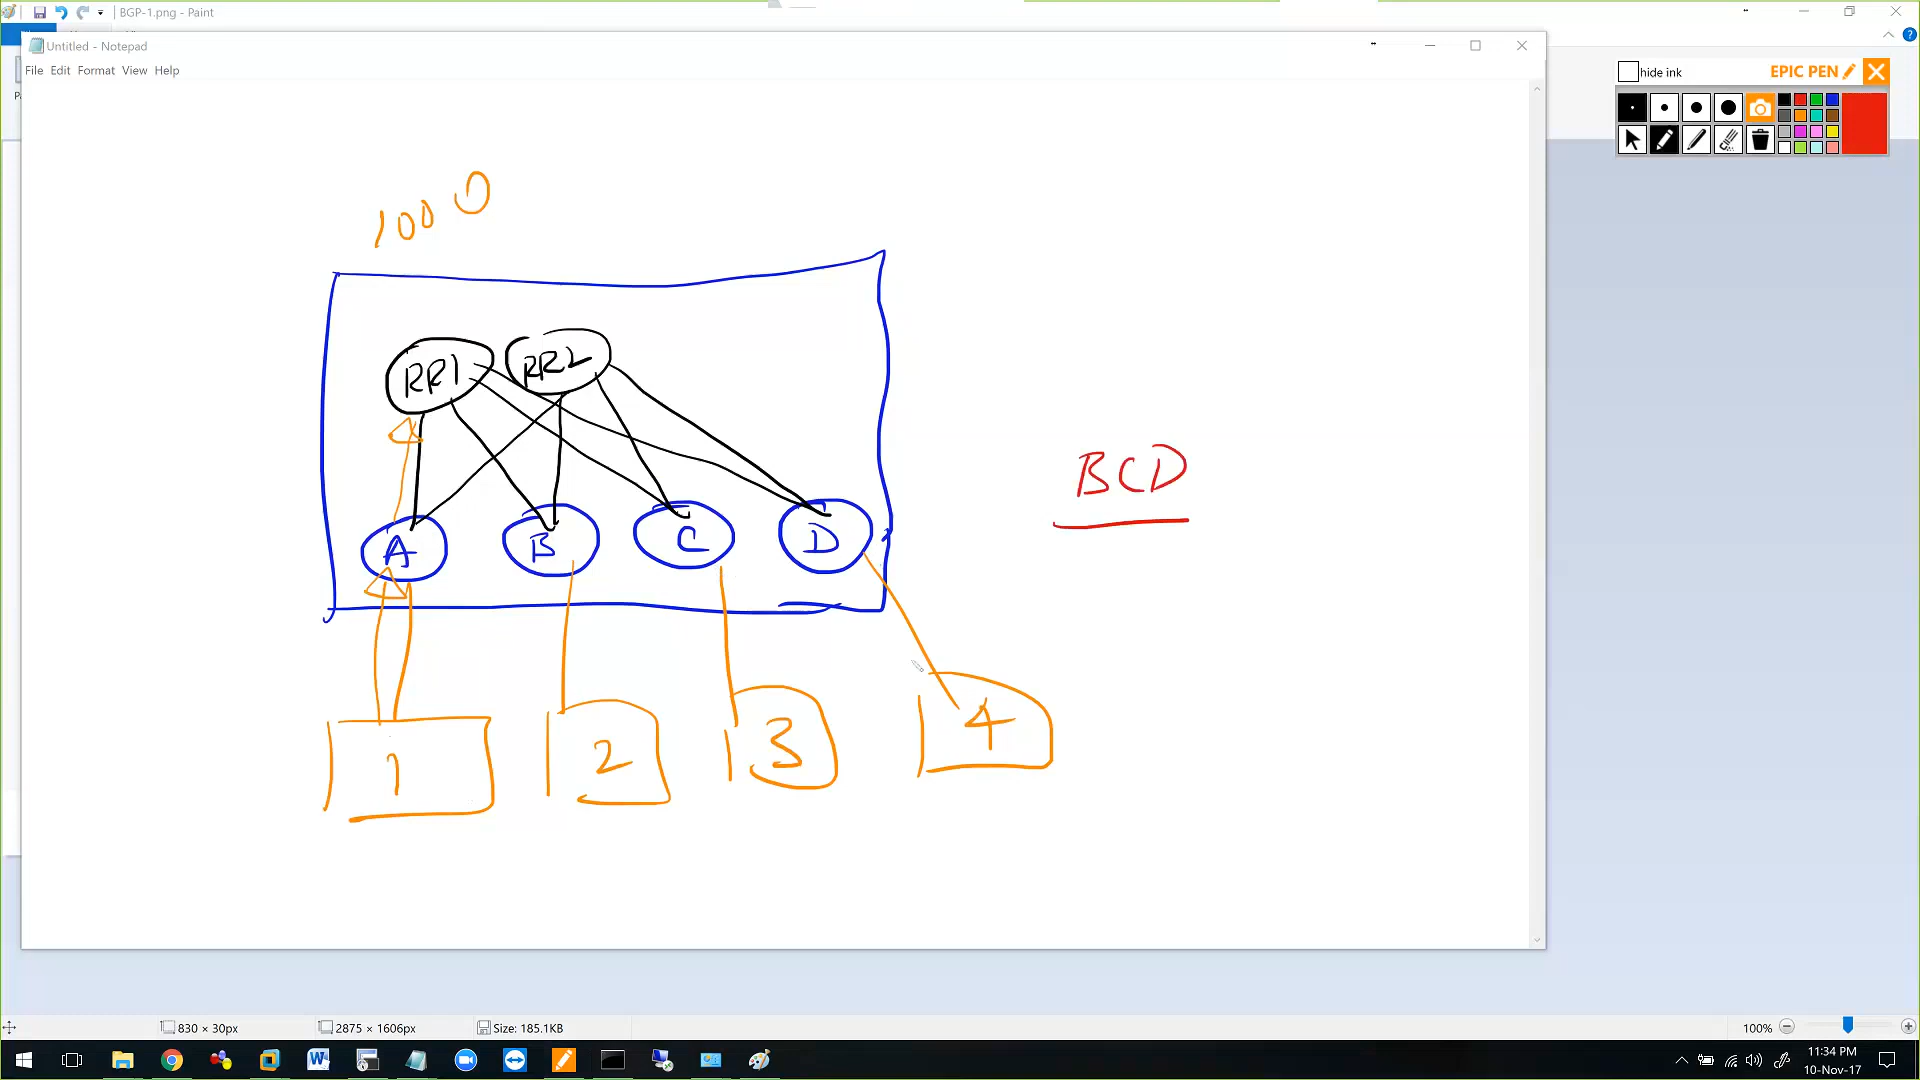 BGP-1.png - Paint
Untitled - Notepad
File Edit Format View Help
hide ink EPIC PEN
1000
RR1 RR2
BCD
A B C D
1 2 3 4
830 × 30px 2875 × 1606px Size: 185.1KB 100%
11:34 PM
10-Nov-17